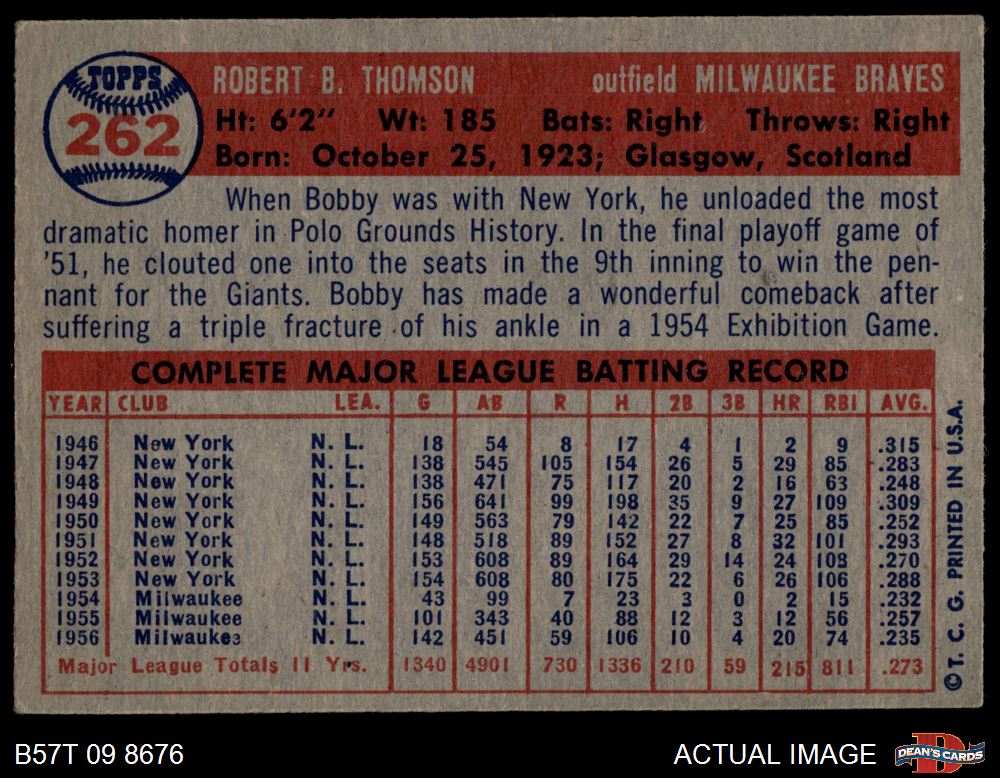 TOPPS
262
ROBERT B. THOMSON outfield MILWAUKEE BRAVES
Ht: 6'2" Wt: 185 Bats: Right Throws: Right
Born: October 25, 1923; Glasgow, Scotland
When Bobby was with New York, he unloaded the most
dramatic homer in Polo Grounds History. In the final playoff game of
'51, he clouted one into the seats in the 9th inning to win the pen-
nant for the Giants. Bobby has made a wonderful comeback after
suffering a triple fracture of his ankle in a 1954 Exhibition Game.
COMPLETE MAJOR LEAGUE BATTING RECORD
YEAR CLUB LEA. G AB R H 2B 3B HR RBI AVG.
1946 New York N. L. 18 54 8 17 4 1 2 9 .315
1947 New York N. L. 138 545 105 154 26 5 29 85 .283
1948 New York N. L. 138 471 75 117 20 2 16 63 .248
1949 New York N. L. 156 641 99 198 35 9 27 109 .309
1950 New York N. L. 149 563 79 142 22 7 25 85 .252
1951 New York N. L. 148 518 89 152 27 8 32 101 .293
1952 New York N. L. 153 608 89 164 29 14 24 108 .270
1953 New York N. L. 154 608 80 175 22 6 26 106 .288
1954 Milwaukee N. L. 43 99 7 23 3 0 2 15 .232
1955 Milwaukee N. L. 101 343 40 88 12 3 12 56 .257
1956 Milwaukee N. L. 142 451 59 106 10 4 20 74 .235
Major League Totals 11 Yrs. 1340 4901 730 1336 210 59 215 811 .273
©T. C. G. PRINTED IN U.S.A.
B57T 09 8676 ACTUAL IMAGE
DEAN'S CARDS